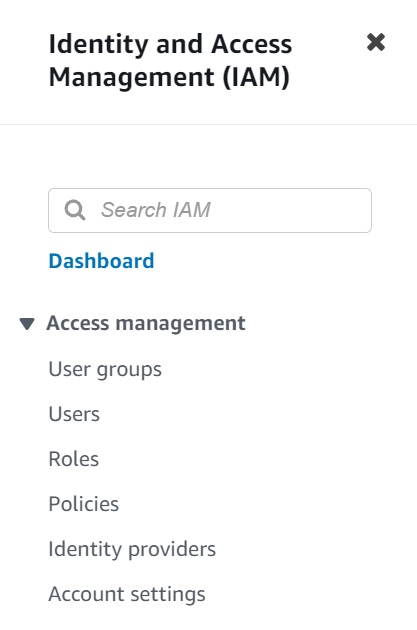 Identity and Access
Management (IAM)
Search IAM
Dashboard
Access management
User groups
Users
Roles
Policies
Identity providers
Account settings